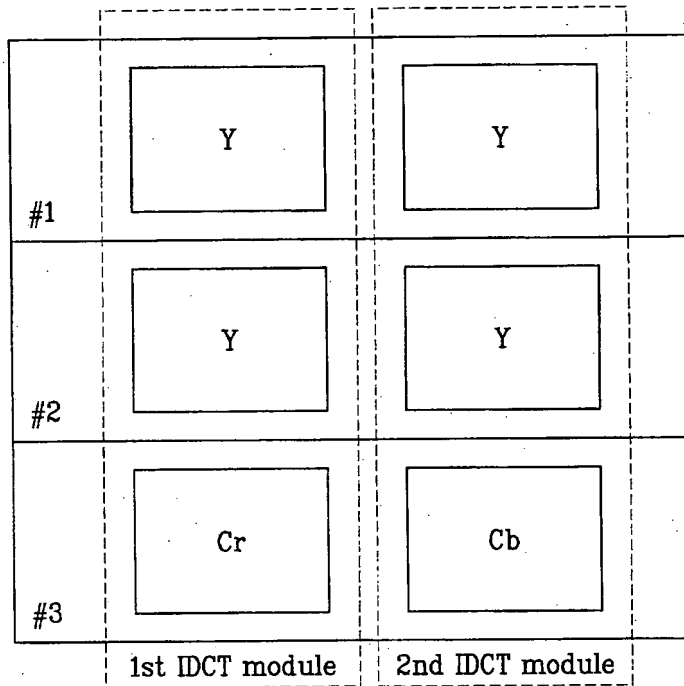 Y Y
#1
Y Y
#2
Cr Cb
#3
1st IDCT module 2nd IDCT module